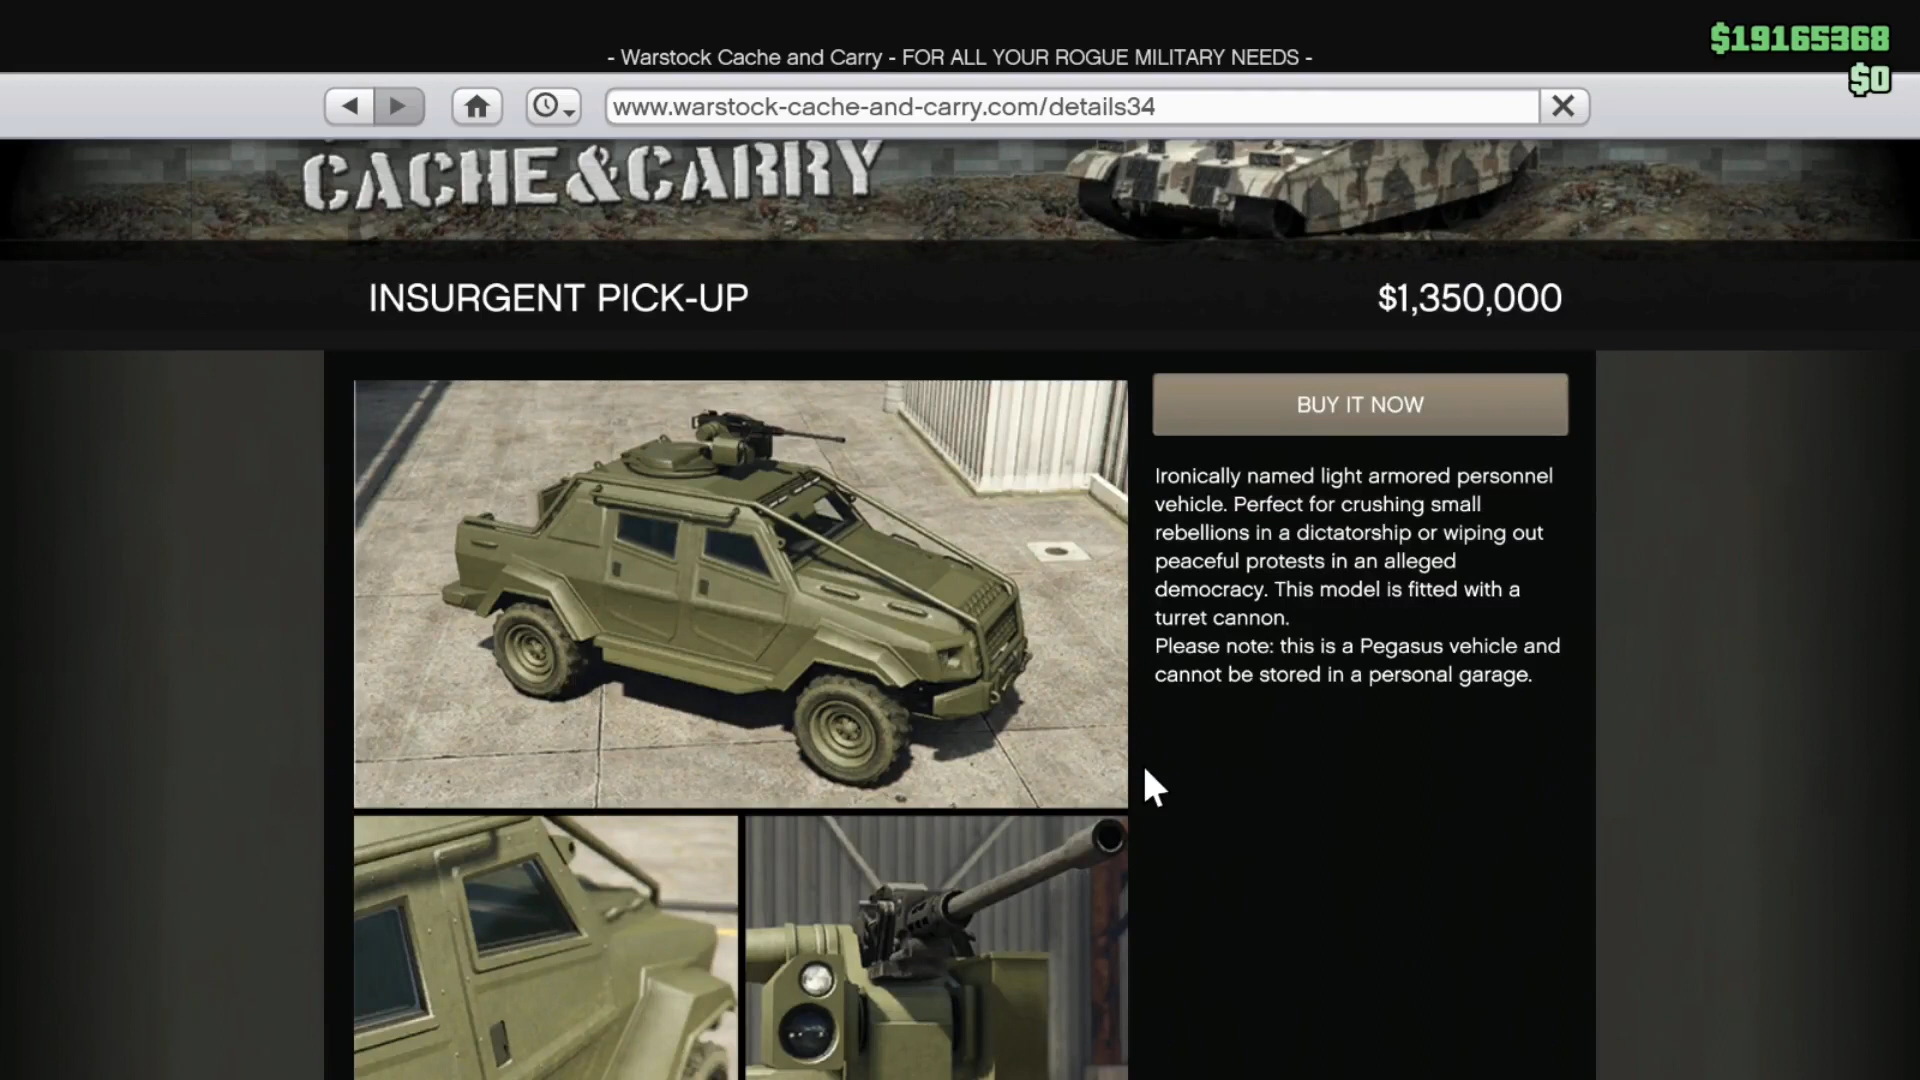 $19165368
- Warstock Cache and Carry - FOR ALL YOUR ROGUE MILITARY NEEDS -
$0
www.warstock-cache-and-carry.com/details34
CACHE&CARRY
INSURGENT PICK-UP
$1,350,000
BUY IT NOW
Ironically named light armored personnel
vehicle. Perfect for crushing small
rebellions in a dictatorship or wiping out
peaceful protests in an alleged
democracy. This model is fitted with a
turret cannon.
Please note: this is a Pegasus vehicle and
cannot be stored in a personal garage.